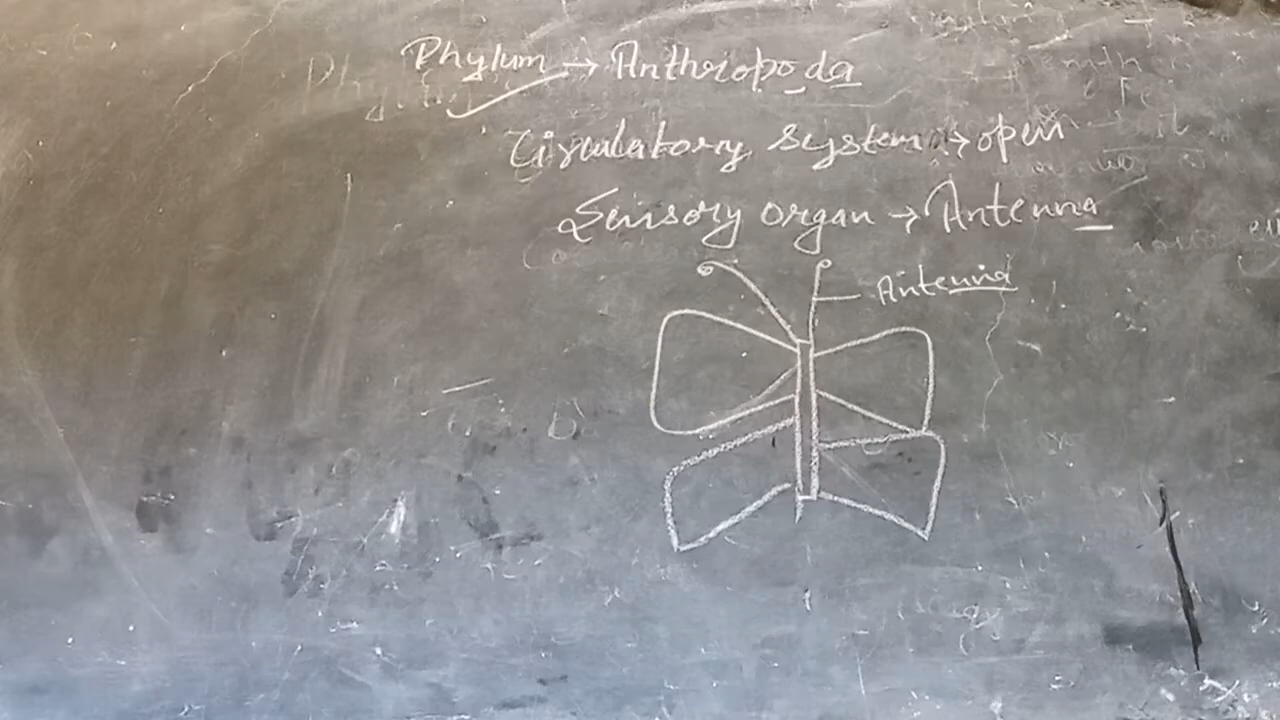 Phylum → Anthropoda
Circulatory system → open
Sensory organ → Antenna
Antenna